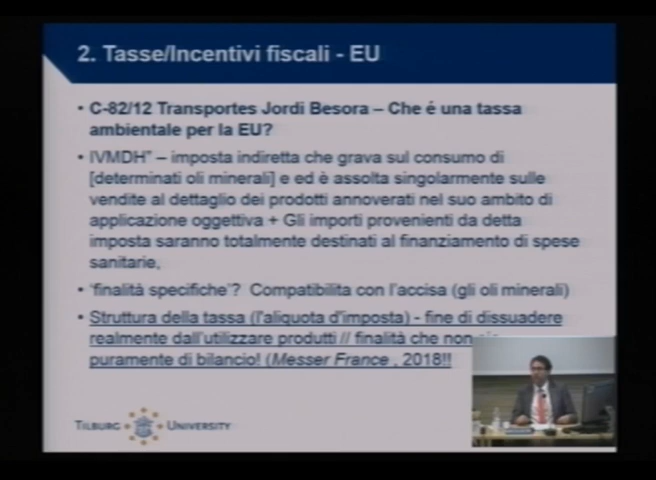 2. Tasse/Incentivi fiscali - EU
• C-82/12 Transportes Jordi Besora – Che é una tassa
ambientale per la EU?
• IVMDH" – imposta indiretta che grava sul consumo di
[determinati oli minerali] e ed è assolta singolarmente sulle
vendite al dettaglio dei prodotti annoverati nel suo ambito di
applicazione oggettiva + Gli importi provenienti da detta
imposta saranno totalmente destinati al finanziamento di spese
sanitarie,
• 'finalità specifiche'? Compatibilita con l'accisa (gli oli minerali)
• Struttura della tassa (l'aliquota d'imposta) - fine di dissuadere
realmente dall'utilizzare produtti // finalità che non
puramente di bilancio! (Messer France , 2018!!
TILBURG UNIVERSITY